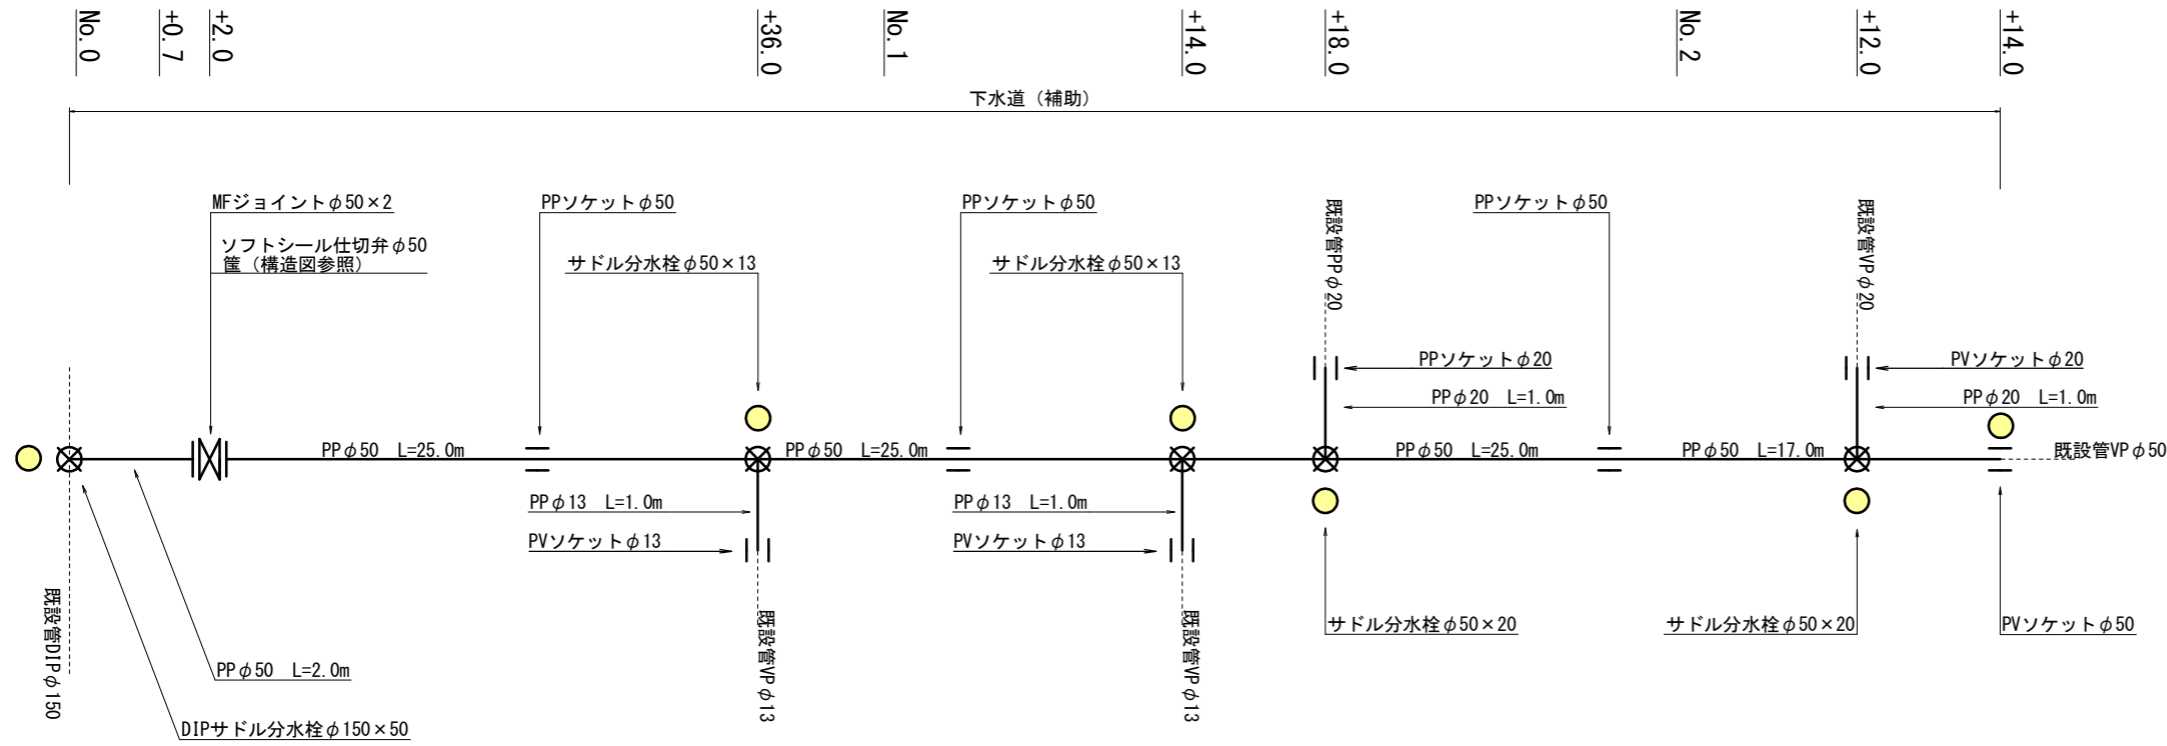 No. 0
+0. 7
+2. 0
+36. 0
No. 1
+14. 0
+18. 0
No. 2
+12. 0
+14. 0
下水道（補助）
MFジョイントφ50×2
ソフトシール仕切弁φ50
筐（構造図参照）
PPソケットφ50
サドル分水栓φ50×13
PPソケットφ50
サドル分水栓φ50×13
既設管PPφ20
PPソケットφ50
既設管VPφ20
PPソケットφ20
PPφ20 L=1.0m
PVソケットφ20
PPφ20 L=1.0m
PPφ50 L=25.0m
PPφ50 L=25.0m
PPφ50 L=25.0m
PPφ50 L=17.0m
既設管VPφ50
PPφ13 L=1.0m
PVソケットφ13
PPφ13 L=1.0m
PVソケットφ13
既設管DIPφ150
既設管VPφ13
既設管VPφ13
サドル分水栓φ50×20
サドル分水栓φ50×20
PVソケットφ50
PPφ50 L=2.0m
DIPサドル分水栓φ150×50